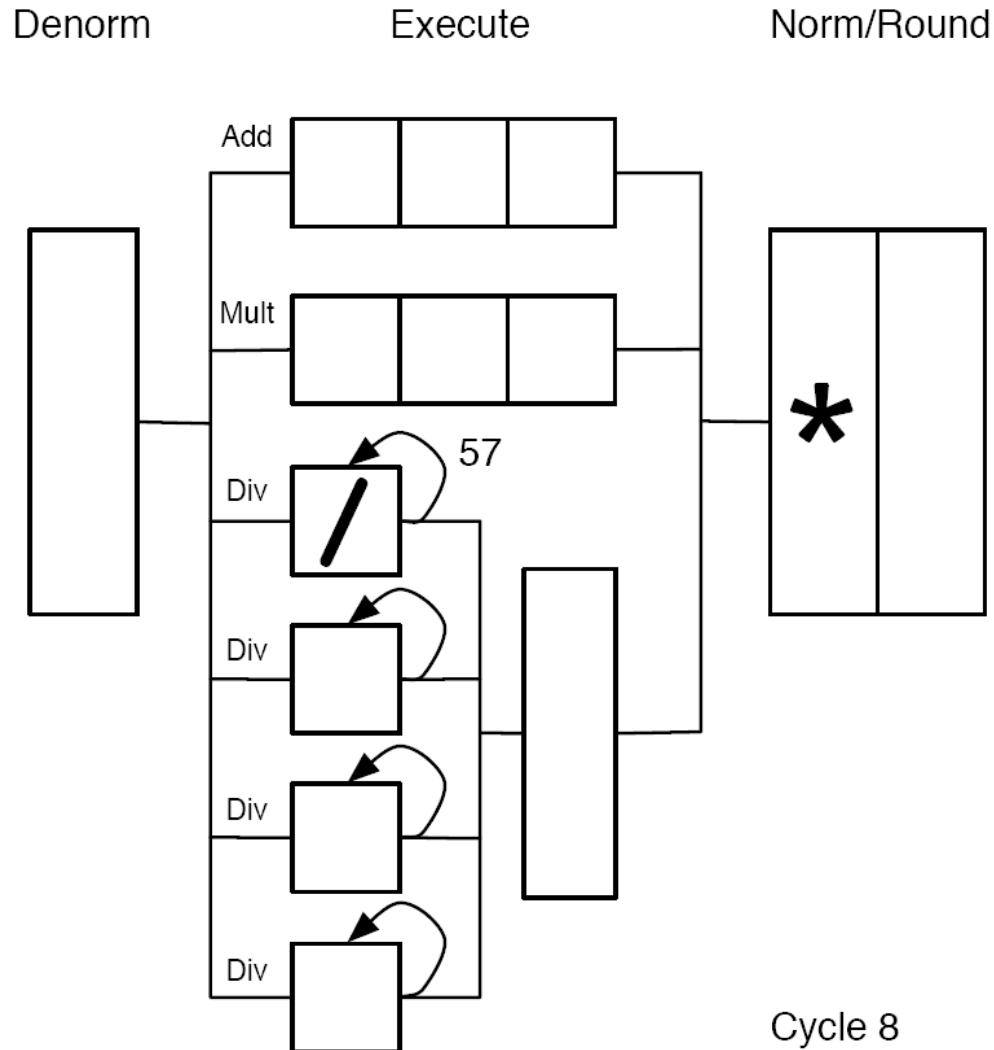 Denorm Execute Norm/Round
Add
Mult
*
57
Div
/
Div
Div
Div
Cycle 8